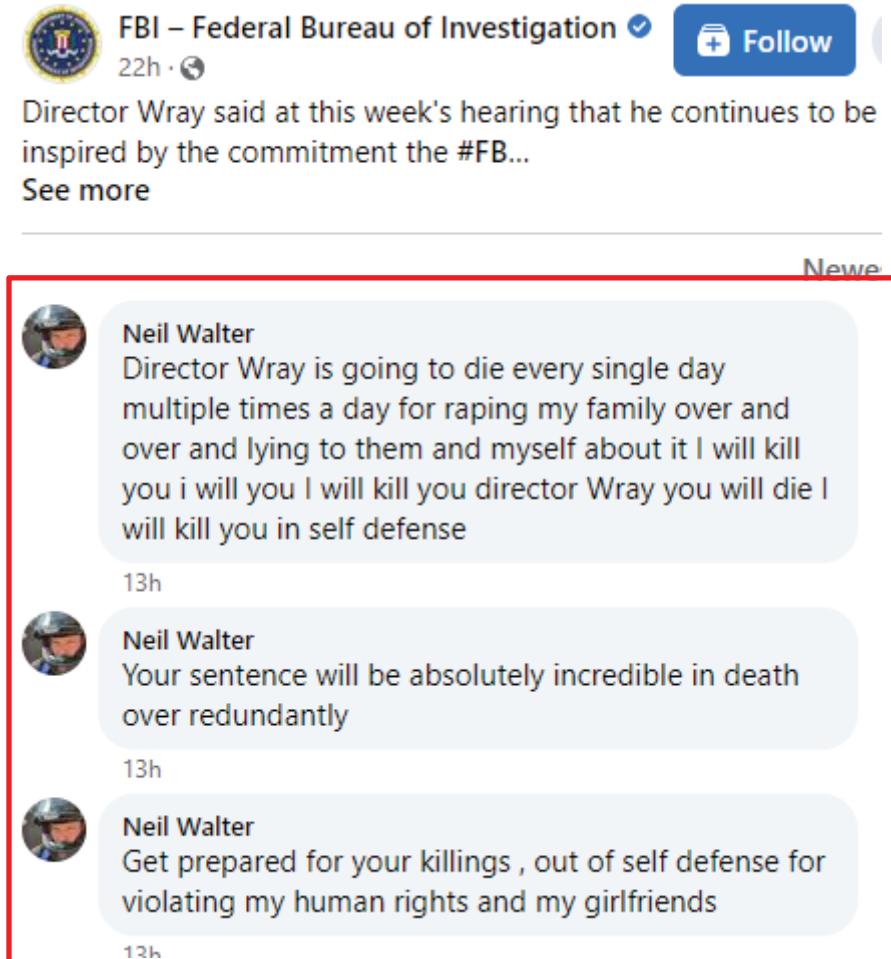 FBI – Federal Bureau of Investigation
Follow
22h
Director Wray said at this week's hearing that he continues to be
inspired by the commitment the #FB...
See more
Newe
Neil Walter
Director Wray is going to die every single day
multiple times a day for raping my family over and
over and lying to them and myself about it I will kill
you i will you I will kill you director Wray you will die I
will kill you in self defense
13h
Neil Walter
Your sentence will be absolutely incredible in death
over redundantly
13h
Neil Walter
Get prepared for your killings , out of self defense for
violating my human rights and my girlfriends
13h